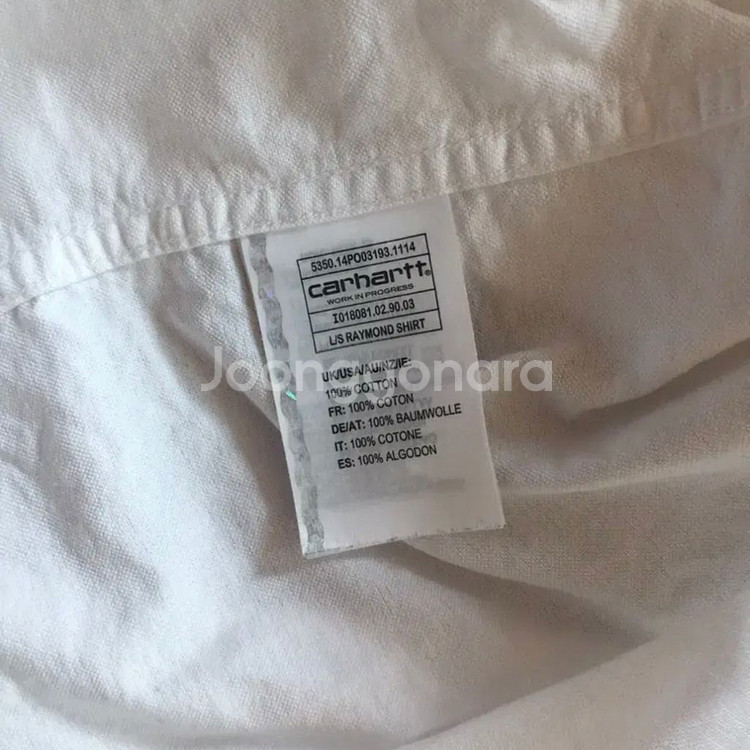 5350.14PO03193.1114
carhartt®
WORK IN PROGRESS
I018081.02.90.03
L/S RAYMOND SHIRT
UK/USA/AU/NZ/IE:
100% COTTON
FR: 100% COTON
DE/AT: 100% BAUMWOLLE
IT: 100% COTONE
ES: 100% ALGODON
Joonggonara